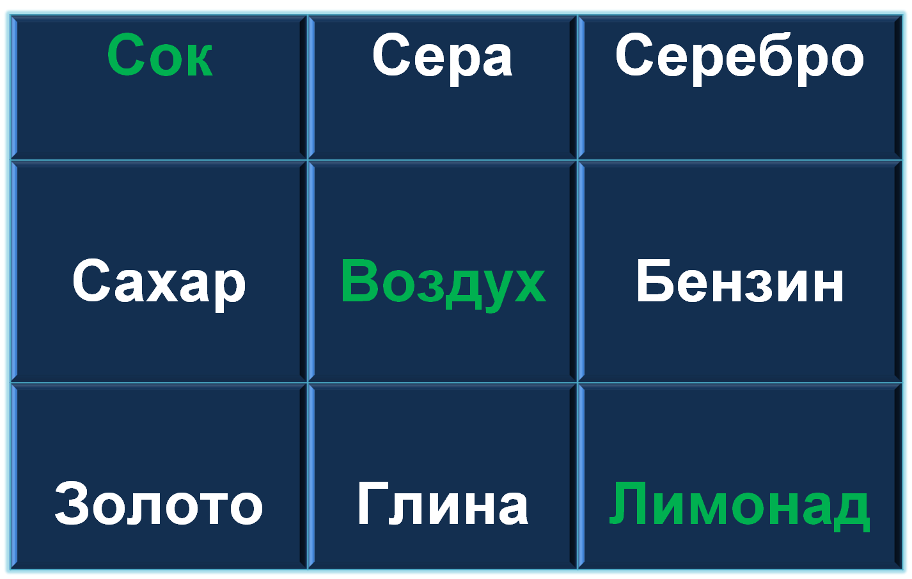 Сок Сера Серебро
Сахар Воздух Бензин
Золото Глина Лимонад